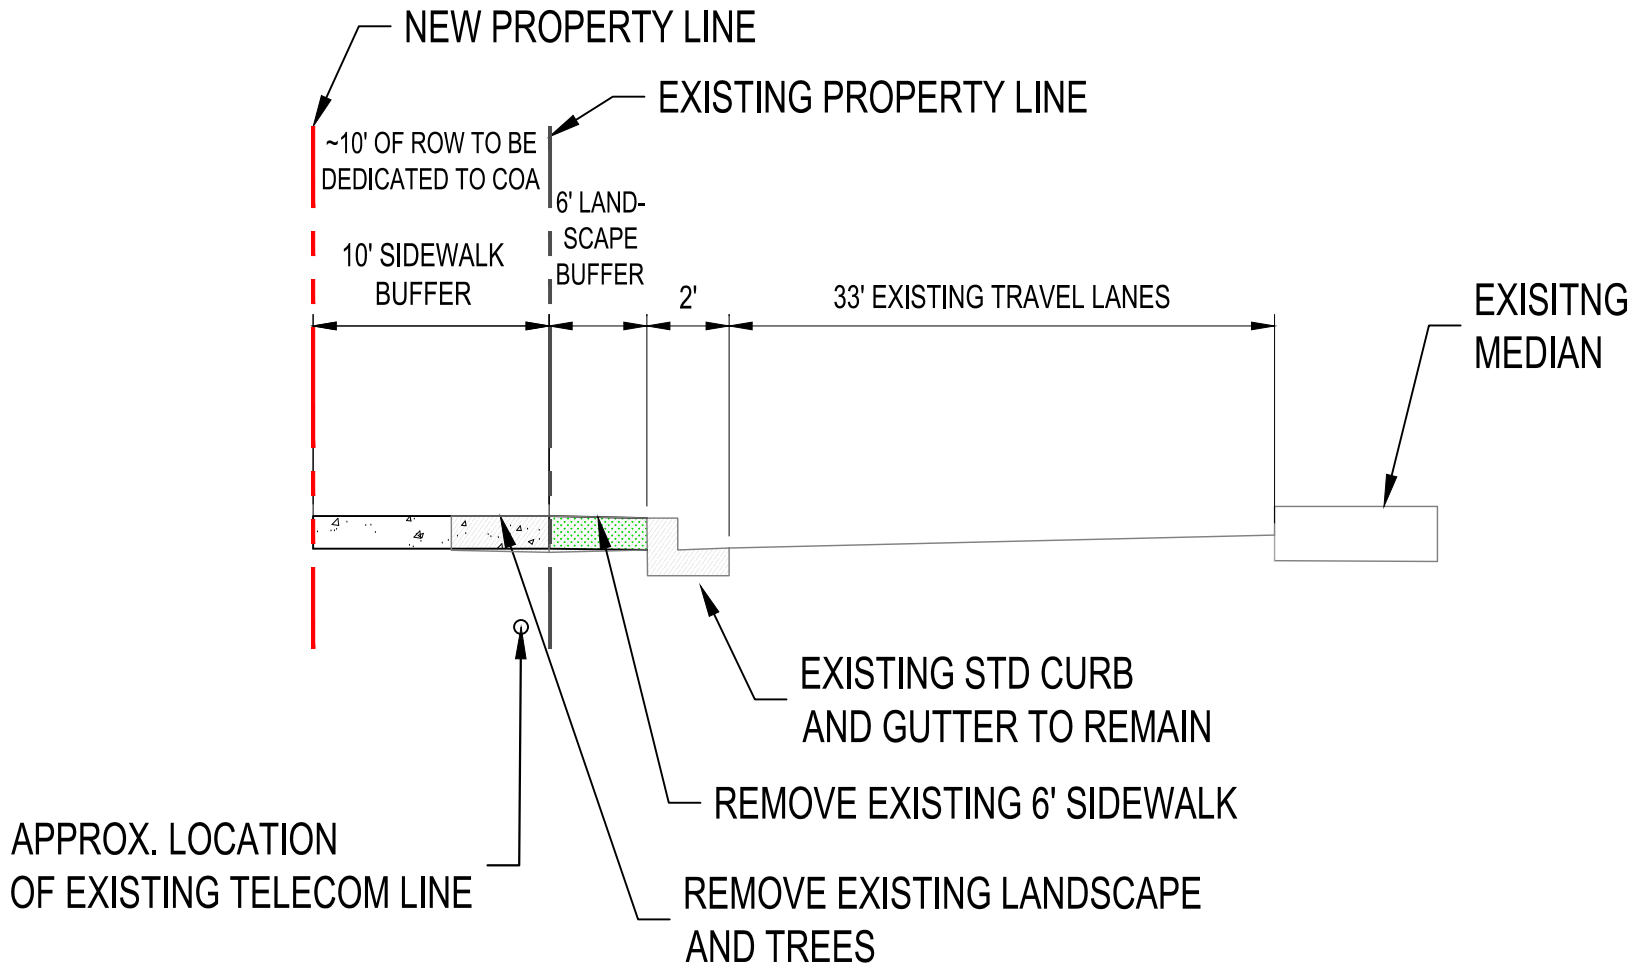 NEW PROPERTY LINE
EXISTING PROPERTY LINE
~10' OF ROW TO BE
DEDICATED TO COA
6' LAND-
SCAPE
BUFFER
10' SIDEWALK
BUFFER
2'
33' EXISTING TRAVEL LANES
EXISITNG
MEDIAN
EXISTING STD CURB
AND GUTTER TO REMAIN
REMOVE EXISTING 6' SIDEWALK
APPROX. LOCATION
OF EXISTING TELECOM LINE
REMOVE EXISTING LANDSCAPE
AND TREES